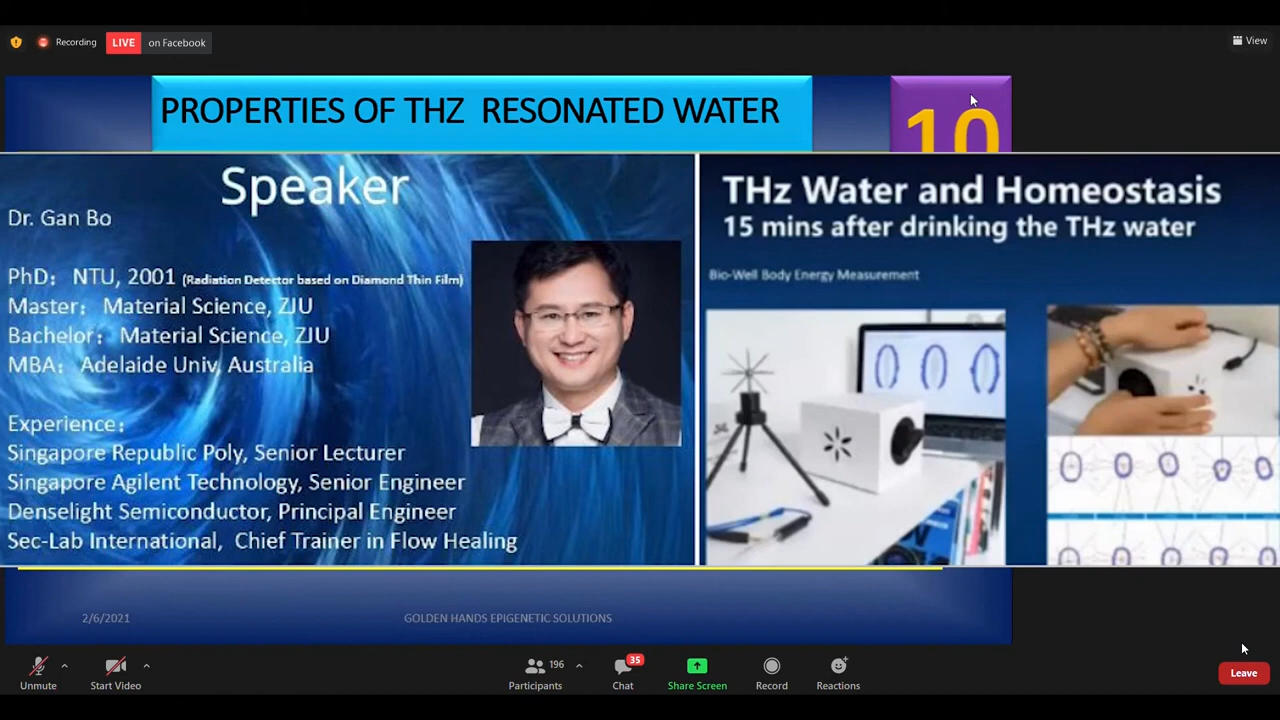 Recording
LIVE on Facebook
View
PROPERTIES OF THZ RESONATED WATER
10
Speaker
Dr. Gan Bo
PhD： NTU, 2001 (Radiation Detector based on Diamond Thin Film)
Master： Material Science, ZJU
Bachelor： Material Science, ZJU
MBA： Adelaide Univ, Australia
Experience：
Singapore Republic Poly, Senior Lecturer
Singapore Agilent Technology, Senior Engineer
Denselight Semiconductor, Principal Engineer
Sec-Lab International, Chief Trainer in Flow Healing
THz Water and Homeostasis
15 mins after drinking the THz water
Bio-Well Body Energy Measurement
2/6/2021
GOLDEN HANDS EPIGENETIC SOLUTIONS
Unmute
Start Video
196
Participants
35
Chat
Share Screen
Record
Reactions
Leave